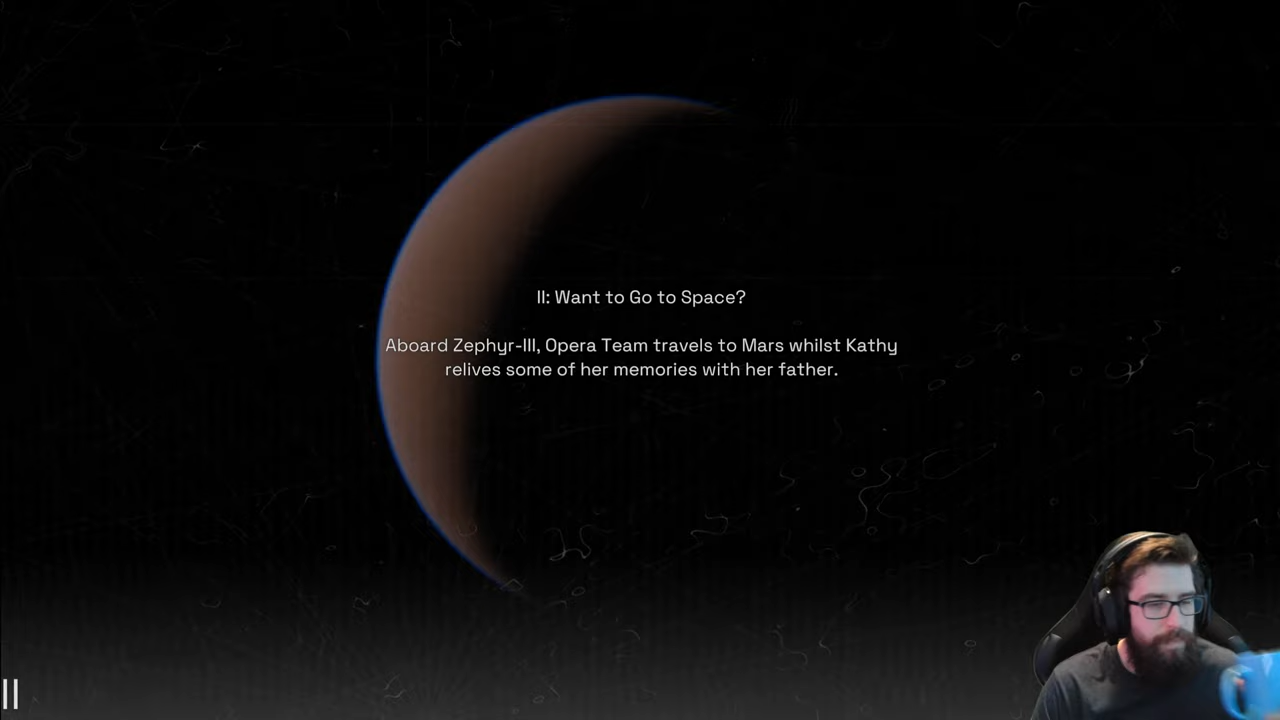 II: Want to Go to Space?
Aboard Zephyr-III, Opera Team travels to Mars whilst Kathy
relives some of her memories with her father.